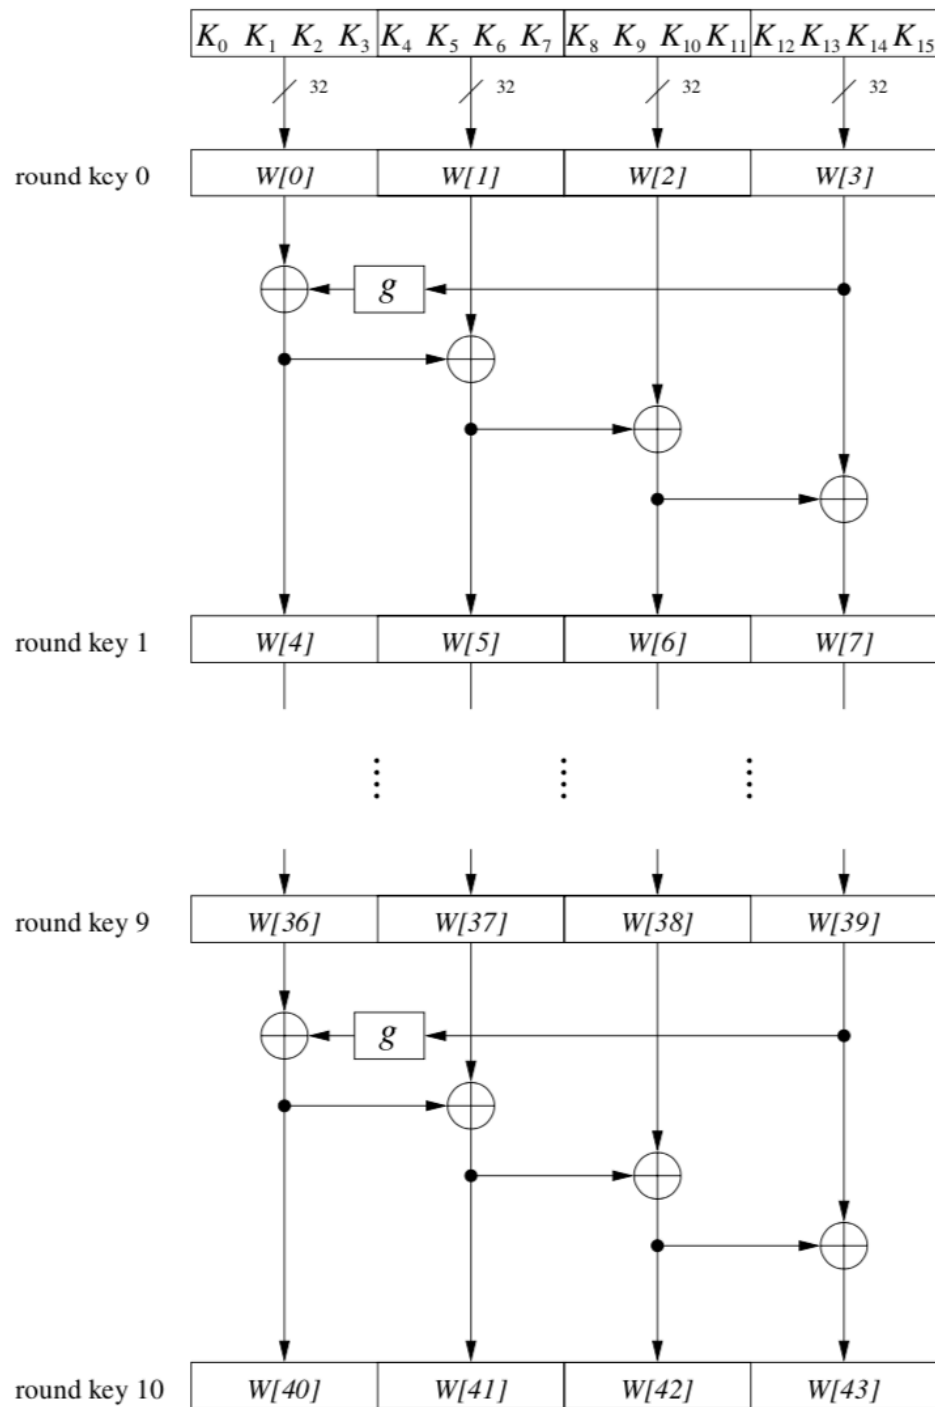 K₀ K₁ K₂ K₃ K₄ K₅ K₆ K₇ K₈ K₉ K₁₀ K₁₁ K₁₂ K₁₃ K₁₄ K₁₅
32 32 32 32
round key 0 W[0] W[1] W[2] W[3]
g
round key 1 W[4] W[5] W[6] W[7]
round key 9 W[36] W[37] W[38] W[39]
g
round key 10 W[40] W[41] W[42] W[43]